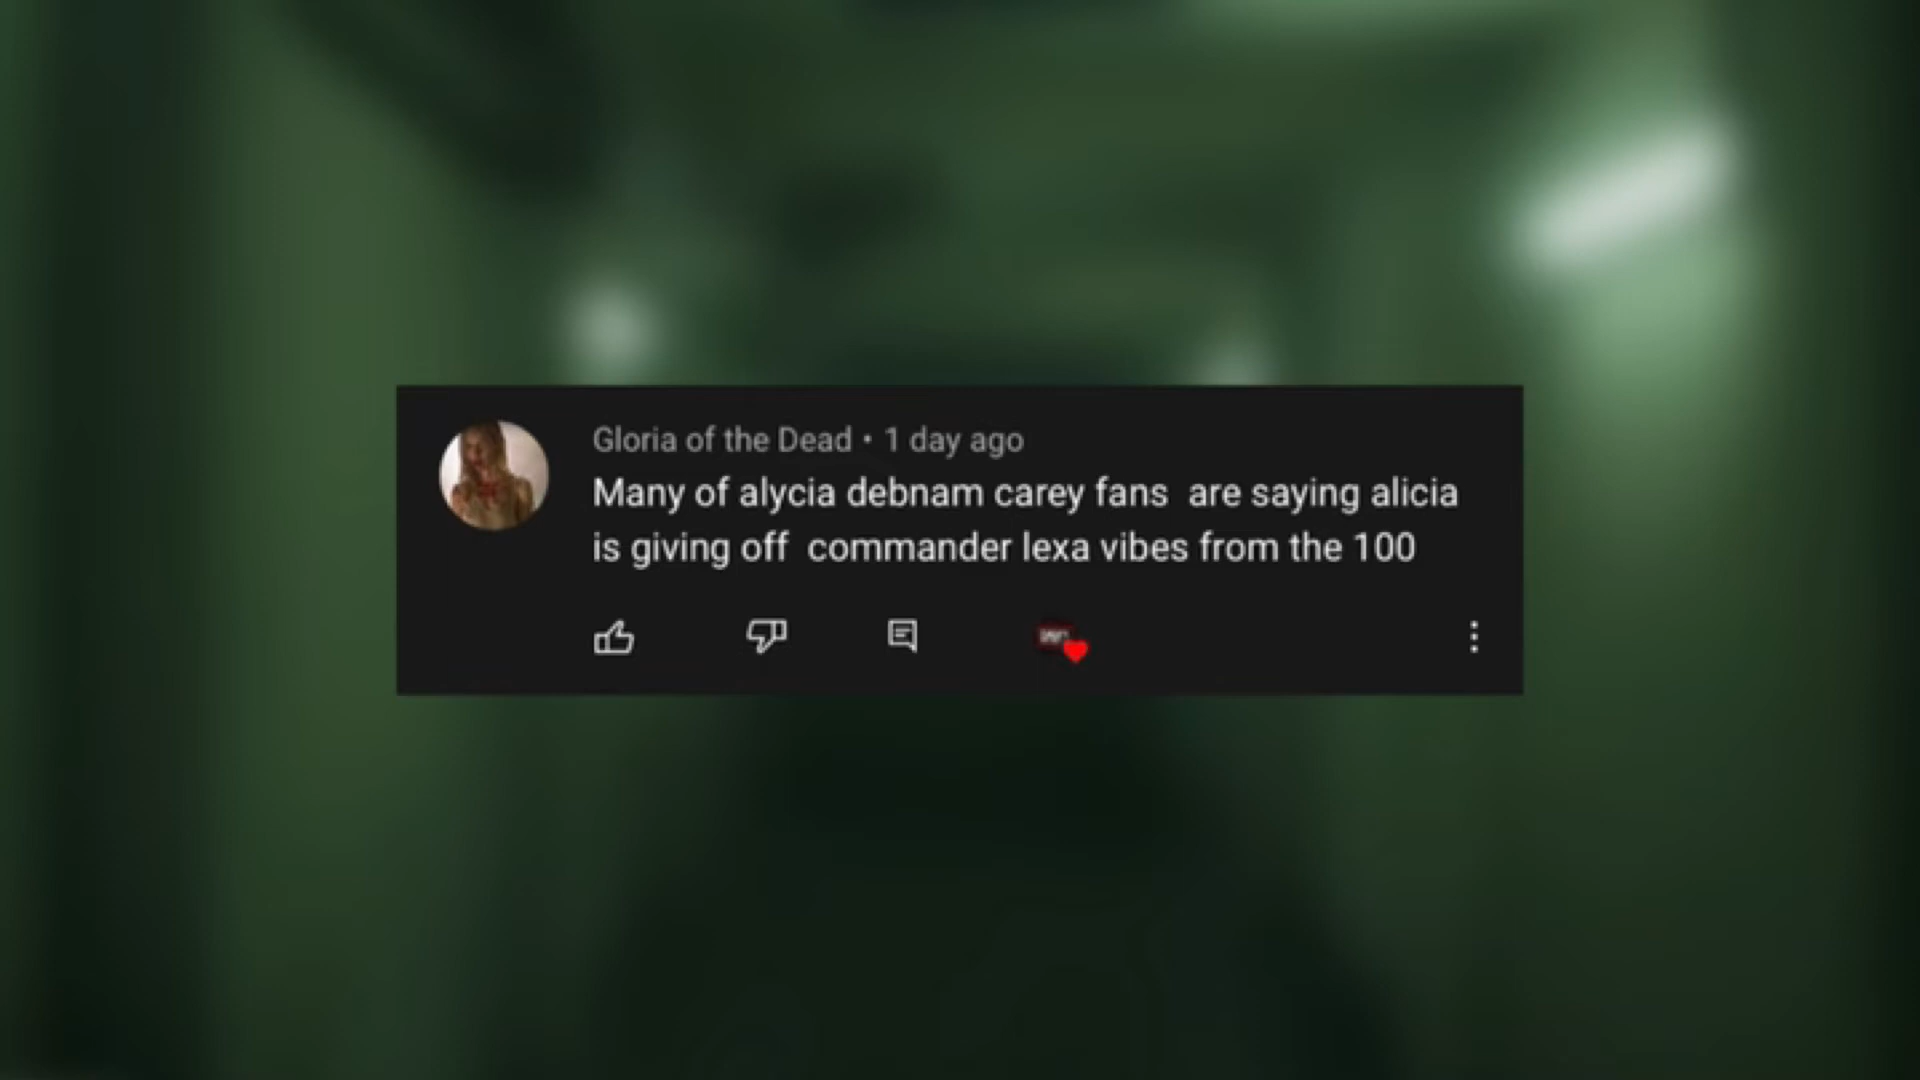 Gloria of the Dead • 1 day ago
Many of alycia debnam carey fans  are saying alicia
is giving off  commander lexa vibes from the 100